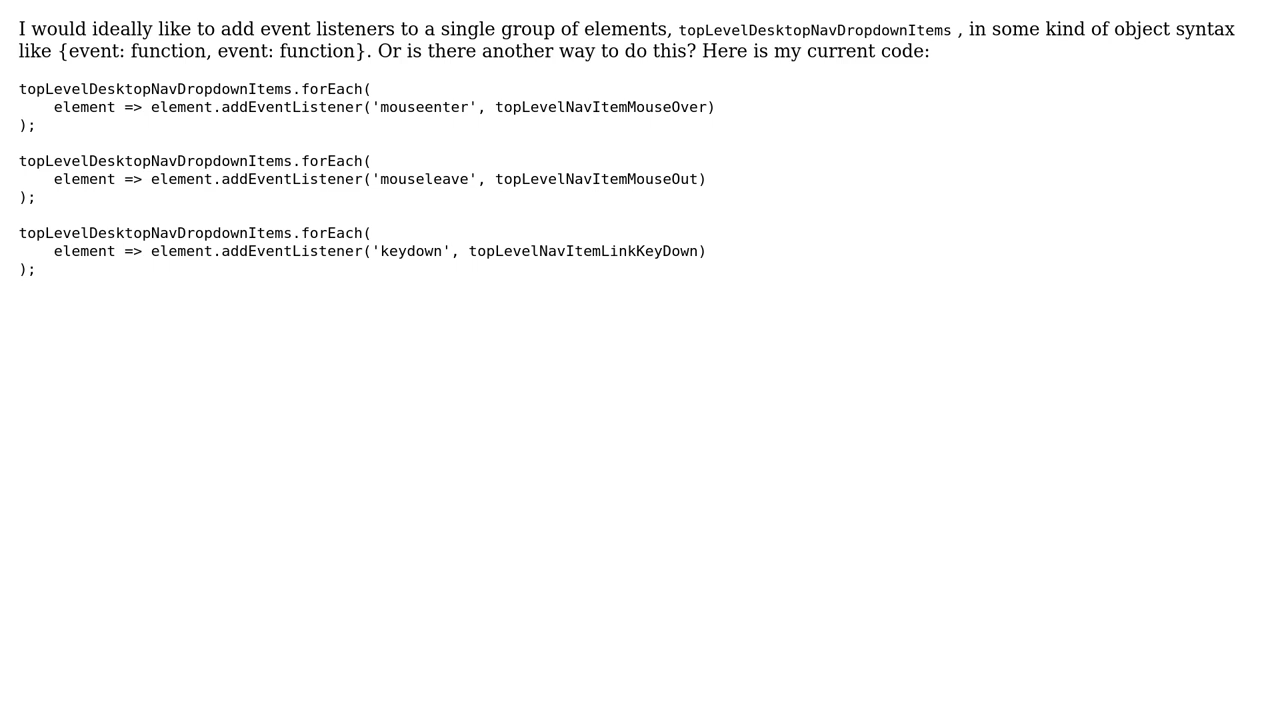 I would ideally like to add event listeners to a single group of elements, topLevelDesktopNavDropdownItems , in some kind of object syntax
like {event: function, event: function}. Or is there another way to do this? Here is my current code:
topLevelDesktopNavDropdownItems.forEach(
    element => element.addEventListener('mouseenter', topLevelNavItemMouseOver)
);
topLevelDesktopNavDropdownItems.forEach(
    element => element.addEventListener('mouseleave', topLevelNavItemMouseOut)
);
topLevelDesktopNavDropdownItems.forEach(
    element => element.addEventListener('keydown', topLevelNavItemLinkKeyDown)
);